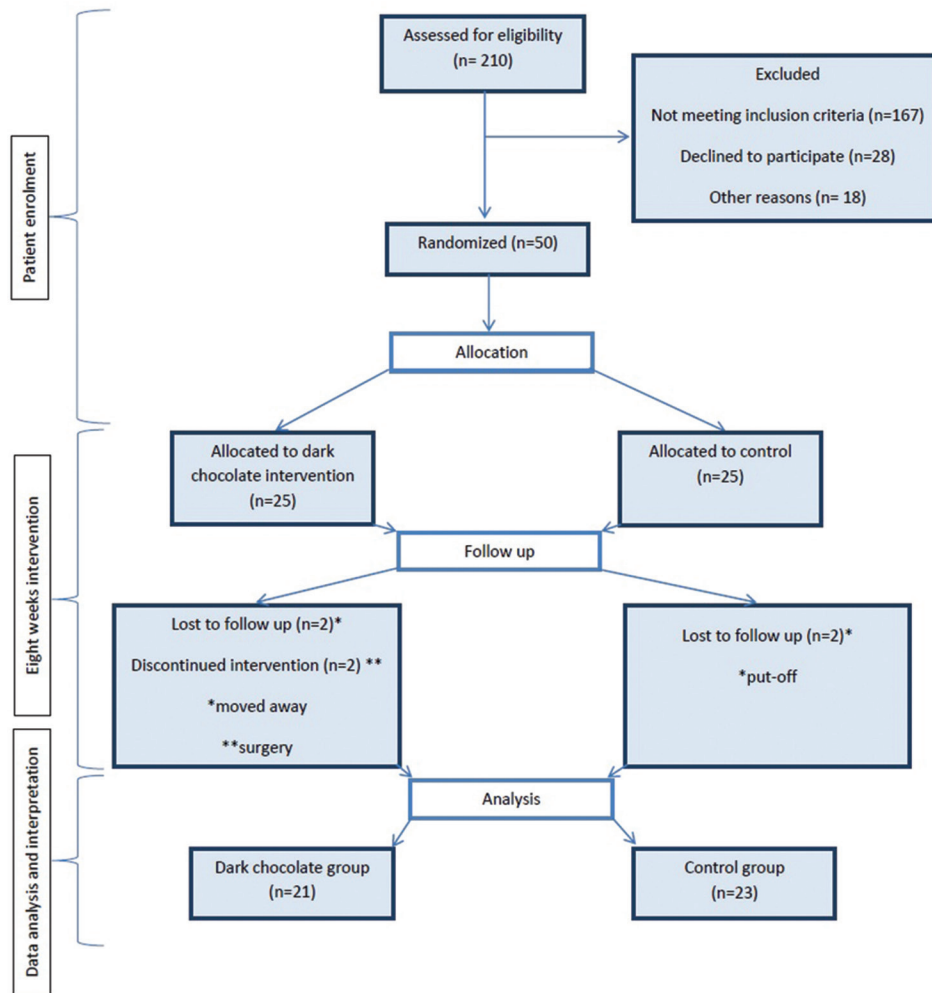 Patient enrolment
Assessed for eligibility
(n= 210)
Excluded
Not meeting inclusion criteria (n=167)
Declined to participate (n=28)
Other reasons (n= 18)
Randomized (n=50)
Allocation
Eight weeks intervention
Allocated to dark
chocolate intervention
(n=25)
Allocated to control
(n=25)
Follow up
Lost to follow up (n=2)*
Discontinued intervention (n=2) **
*moved away
**surgery
Lost to follow up (n=2)*
*put-off
Data analysis and interpretation
Analysis
Dark chocolate group
(n=21)
Control group
(n=23)